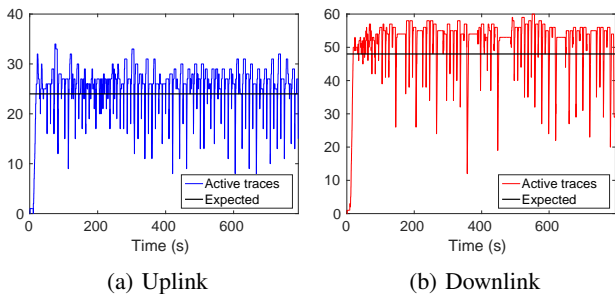 40
30
20
10
0
0 200 400 600
Time (s)
Active traces
Expected
(a) Uplink
60
50
40
30
20
10
0
0 200 400 600
Time (s)
Active traces
Expected
(b) Downlink